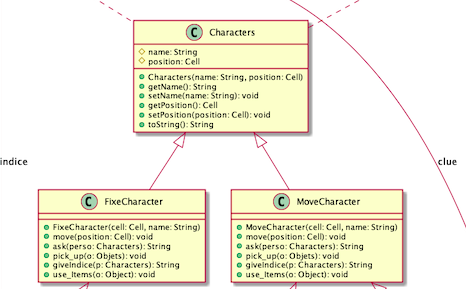 C Characters
name: String
position: Cell
Characters(name: String, position: Cell)
getName(): String
setName(name: String): void
getPosition(): Cell
setPosition(position: Cell): void
toString(): String
indice
clue
C FixeCharacter
FixeCharacter(cell: Cell, name: String)
move(position: Cell): void
ask(perso: Characters): String
pick_up(o: Objets): void
giveIndice(p: Characters): String
use_Items(o: Object): void
C MoveCharacter
MoveCharacter(cell: Cell, name: String)
move(position: Cell): void
ask(perso: Characters): String
pick_up(o: Objets): void
giveIndice(p: Characters): String
use_Items(o: Object): void